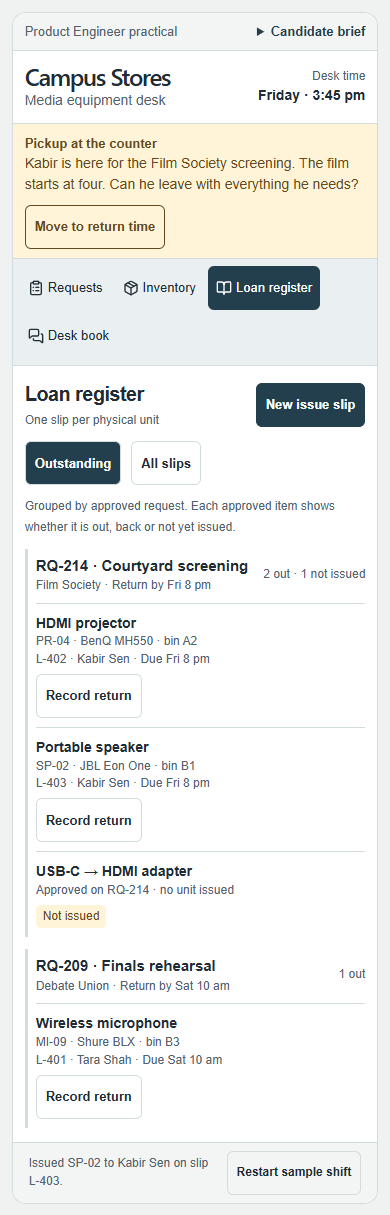 Product Engineer practical
▶ Candidate brief
Campus Stores
Media equipment desk
Desk time
Friday · 3:45 pm
Pickup at the counter
Kabir is here for the Film Society screening. The film
starts at four. Can he leave with everything he needs?
Move to return time
Requests
Inventory
Loan register
Desk book
Loan register
One slip per physical unit
New issue slip
Outstanding
All slips
Grouped by approved request. Each approved item shows
whether it is out, back or not yet issued.
RQ-214 · Courtyard screening
Film Society · Return by Fri 8 pm
2 out · 1 not issued
HDMI projector
PR-04 · BenQ MH550 · bin A2
L-402 · Kabir Sen · Due Fri 8 pm
Record return
Portable speaker
SP-02 · JBL Eon One · bin B1
L-403 · Kabir Sen · Due Fri 8 pm
Record return
USB-C → HDMI adapter
Approved on RQ-214 · no unit issued
Not issued
RQ-209 · Finals rehearsal
Debate Union · Return by Sat 10 am
1 out
Wireless microphone
MI-09 · Shure BLX · bin B3
L-401 · Tara Shah · Due Sat 10 am
Record return
Issued SP-02 to Kabir Sen on slip
L-403.
Restart sample shift